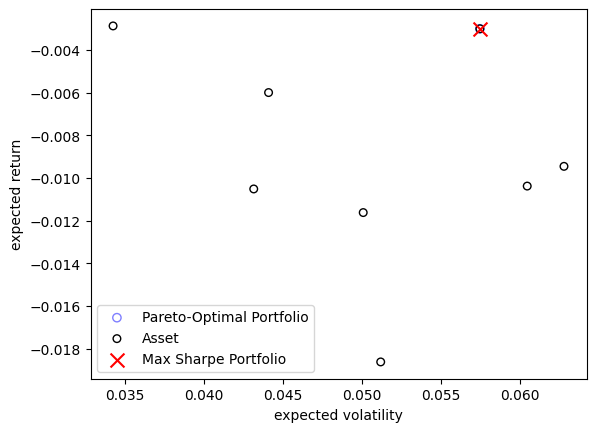 −0.004
−0.006
−0.008
−0.010
−0.012
−0.014
−0.016
−0.018
expected return
Pareto-Optimal Portfolio
Asset
Max Sharpe Portfolio
0.035
0.040
0.045
0.050
0.055
0.060
expected volatility